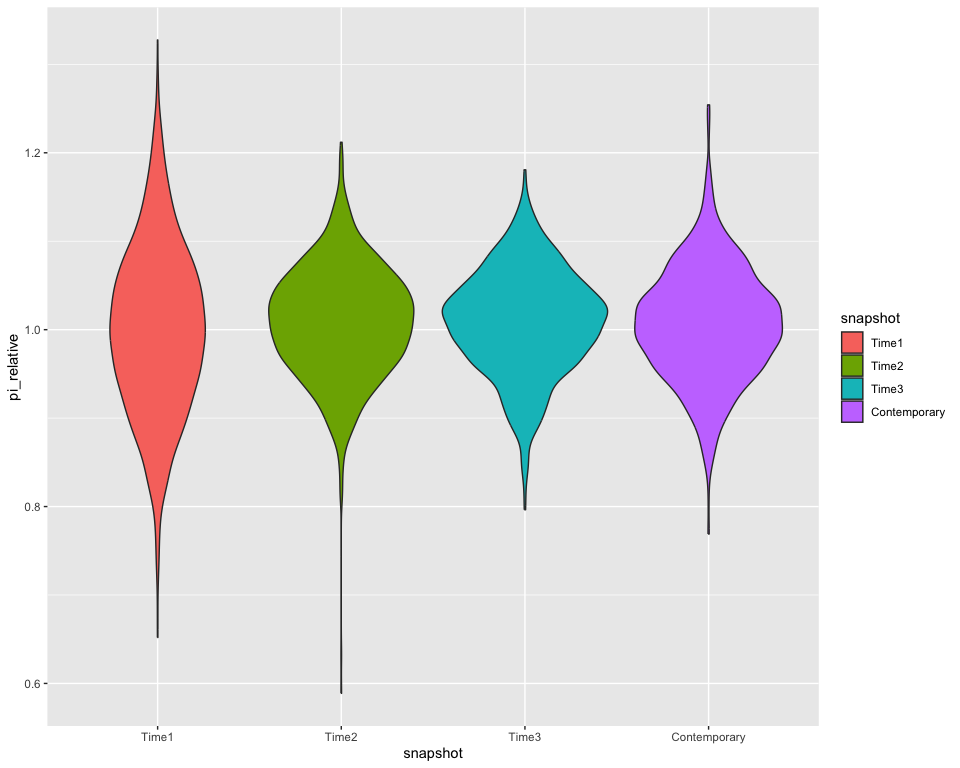 pi_relative
1.2
1.0
0.8
0.6
Time1
Time2
Time3
Contemporary
snapshot
snapshot
Time1
Time2
Time3
Contemporary